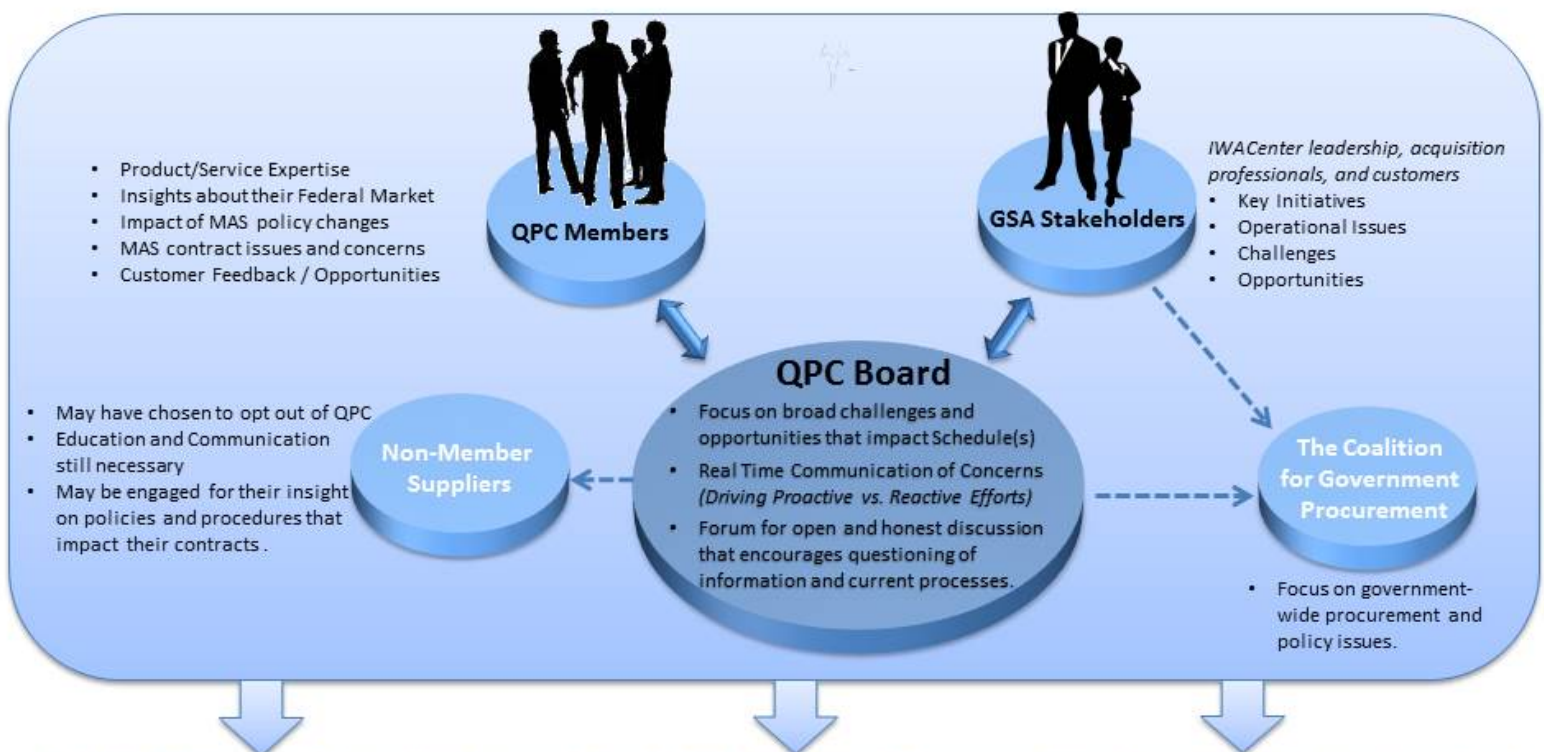 • Product/Service Expertise
• Insights about their Federal Market
• Impact of MAS policy changes
• MAS contract issues and concerns
• Customer Feedback / Opportunities
QPC Members
GSA Stakeholders
IWACenter leadership, acquisition
professionals, and customers
• Key Initiatives
• Operational Issues
• Challenges
• Opportunities
• May have chosen to opt out of QPC
• Education and Communication
still necessary
• May be engaged for their insight
on policies and procedures that
impact their contracts .
Non-Member
Suppliers
QPC Board
• Focus on broad challenges and
opportunities that impact Schedule(s)
• Real Time Communication of Concerns
(Driving Proactive vs. Reactive Efforts)
• Forum for open and honest discussion
that encourages questioning of
information and current processes.
The Coalition
for Government
Procurement
• Focus on government-
wide procurement and
policy issues.